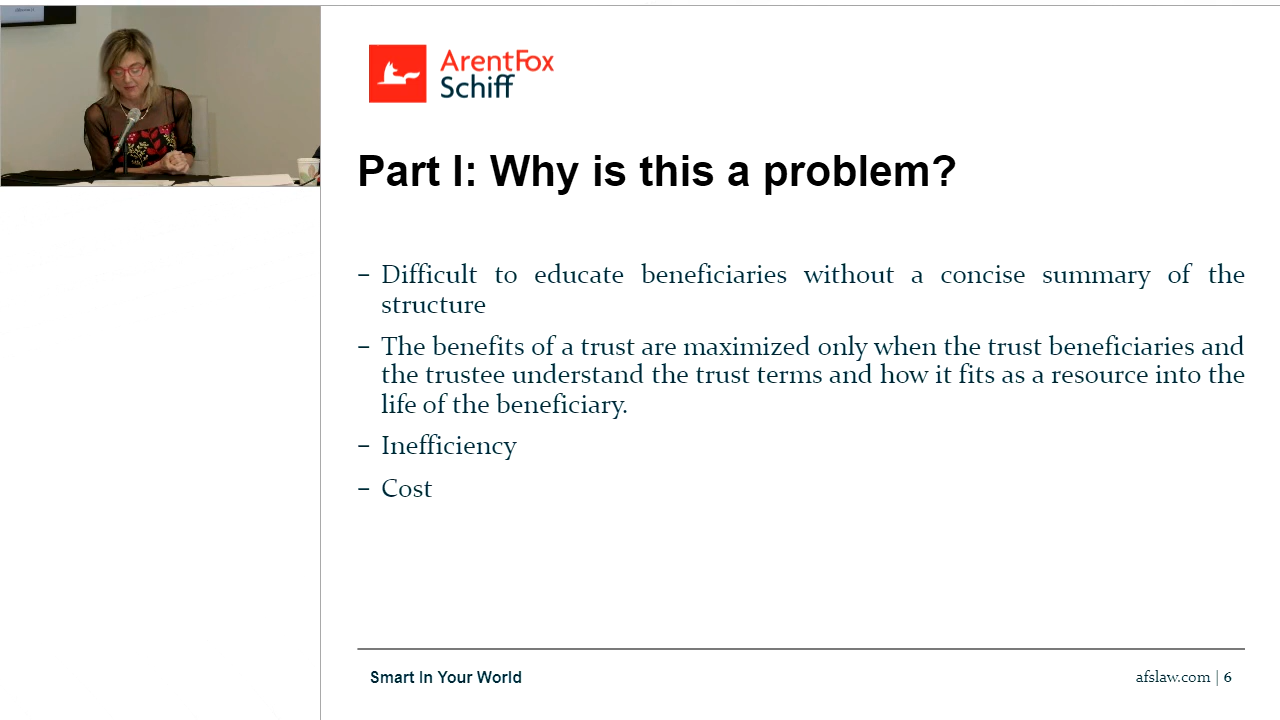 ArentFox
Schiff
Part I: Why is this a problem?
– Difficult to educate beneficiaries without a concise summary of the
structure
– The benefits of a trust are maximized only when the trust beneficiaries and
the trustee understand the trust terms and how it fits as a resource into the
life of the beneficiary.
– Inefficiency
– Cost
Smart In Your World
afslaw.com | 6